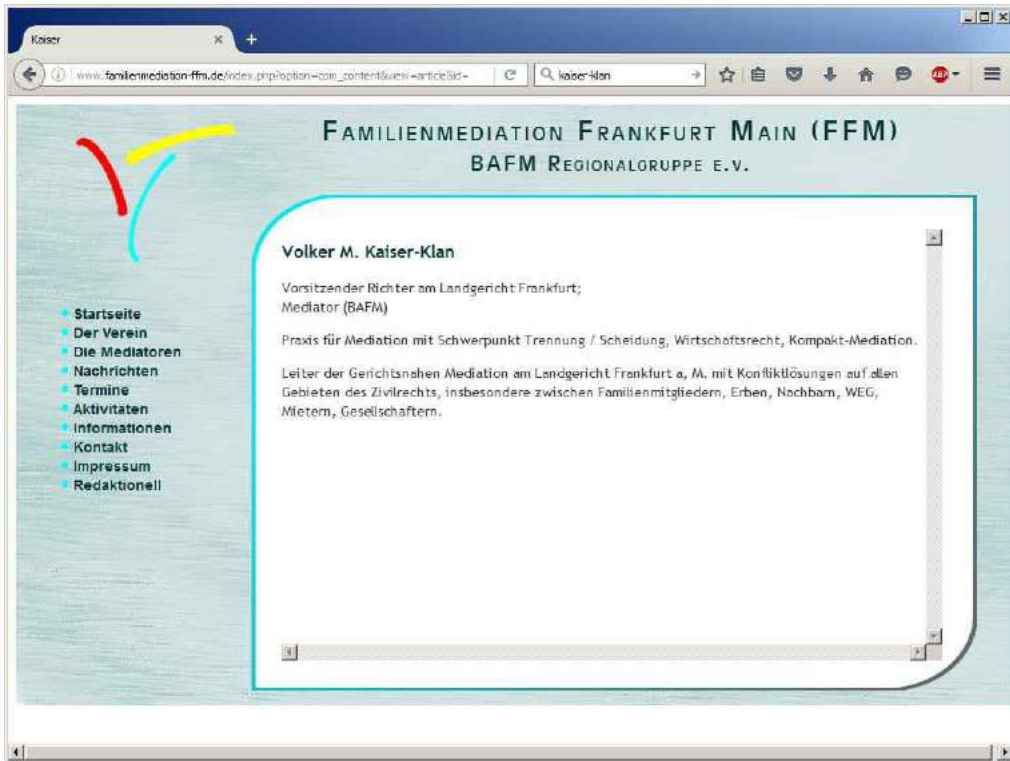 Kaiser
www.familienmediation-ffm.de/index.php?option=com_content&view=article&id=
kaiser-klan
ABP
FAMILIENMEDIATION FRANKFURT MAIN (FFM)
BAFM REGIONALGRUPPE E.V.
Volker M. Kaiser-Klan
Vorsitzender Richter am Landgericht Frankfurt;
Mediator (BAFM)
Praxis für Mediation mit Schwerpunkt Trennung / Scheidung, Wirtschaftsrecht, Kompakt-Mediation.
Leiter der Gerichtsnahen Mediation am Landgericht Frankfurt a, M. mit Konfliktlösungen auf allen
Gebieten des Zivilrechts, insbesondere zwischen Familienmitgliedern, Erben, Nachbarn, WEG,
Mietern, Gesellschaftern.
Startseite
Der Verein
Die Mediatoren
Nachrichten
Termine
Aktivitäten
Informationen
Kontakt
Impressum
Redaktionell